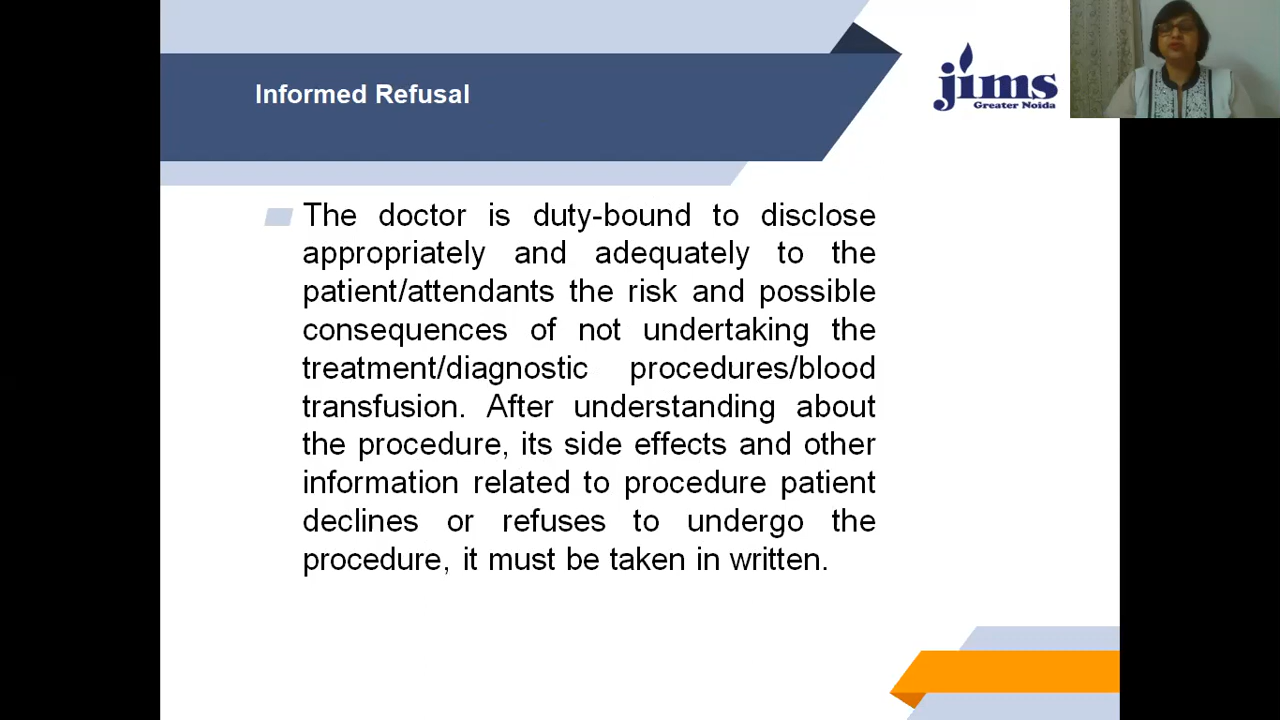 Informed Refusal
jims
Greater Noida
The doctor is duty-bound to disclose
appropriately and adequately to the
patient/attendants the risk and possible
consequences of not undertaking the
treatment/diagnostic procedures/blood
transfusion. After understanding about
the procedure, its side effects and other
information related to procedure patient
declines or refuses to undergo the
procedure, it must be taken in written.